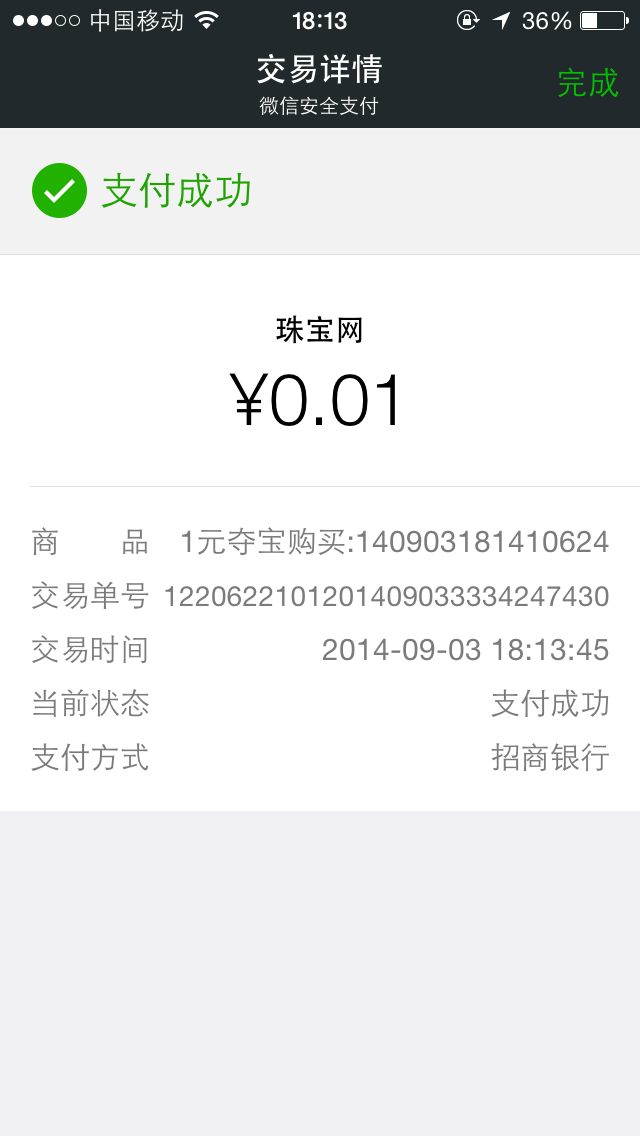 中国移动 18:13 36%
交易详情
微信安全支付
完成
支付成功
珠宝网
¥0.01
商品 1元夺宝购买:140903181410624
交易单号 1220622101201409033334247430
交易时间 2014-09-03 18:13:45
当前状态 支付成功
支付方式 招商银行